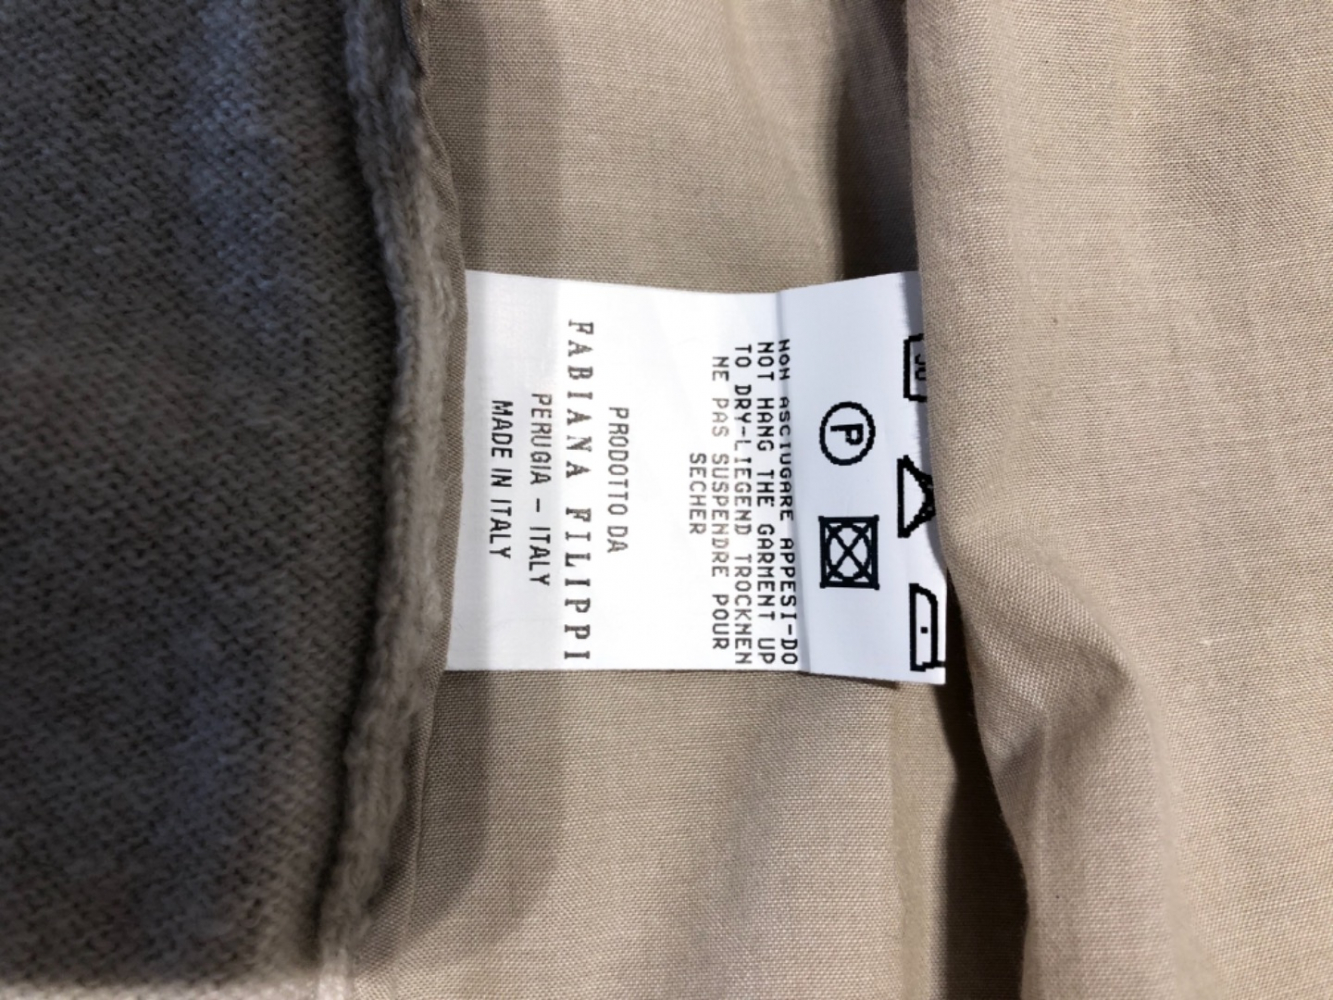 P
NON ASCIUGARE APPESI-DO
NOT HANG THE GARMENT UP
TO DRY-LIEGEND TROCKNEN
NE PAS SUSPENDRE POUR
SECHER
PRODOTTO DA
FABIANA FILIPPI
PERUGIA – ITALY
MADE IN ITALY